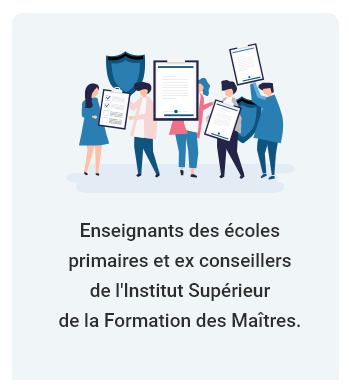 Enseignants des écoles
primaires et ex conseillers
de l'Institut Supérieur
de la Formation des Maîtres.